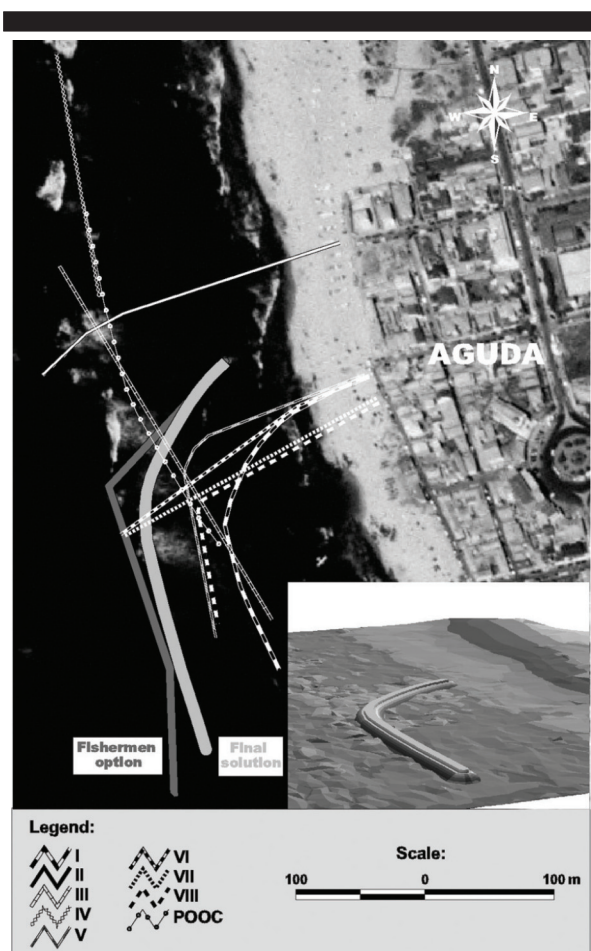 N
W E
S
AGUDA
Fishermen
option
Final
solution
Legend:
I
II
III
IV
V
VI
VII
VIII
POOC
Scale:
100 0 100 m